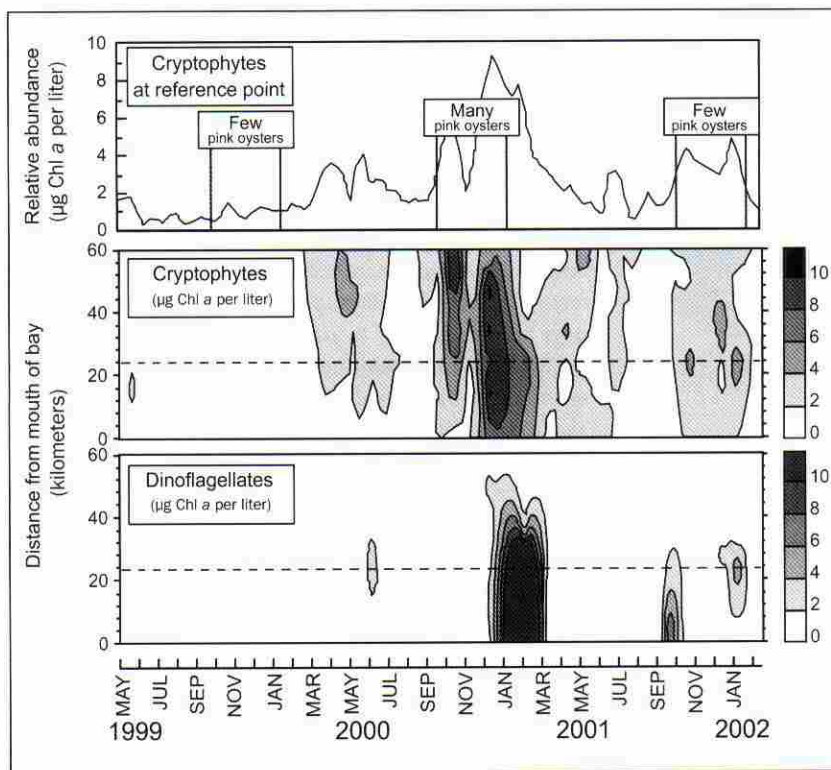 Relative abundance
(µg Chl a per liter)
10
8
6
4
2
0
Cryptophytes
at reference point
Few
pink oysters
Many
pink oysters
Few
pink oysters
Distance from mouth of bay
(kilometers)
60
40
20
0
Cryptophytes
(µg Chl a per liter)
10
8
6
4
2
0
60
40
20
0
Dinoflagellates
(µg Chl a per liter)
10
8
6
4
2
0
MAY
JUL
SEP
NOV
JAN
MAR
MAY
JUL
SEP
NOV
JAN
MAR
MAY
JUL
SEP
NOV
JAN
1999
2000
2001
2002